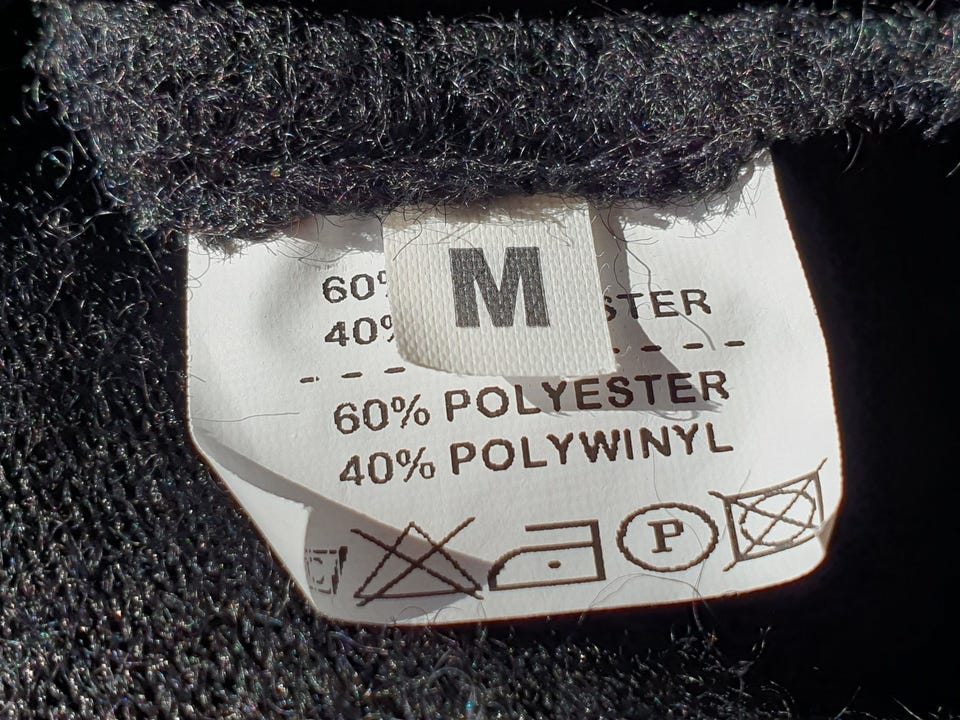 M
60%
40% STER
60% POLYESTER
40% POLYWINYL
P